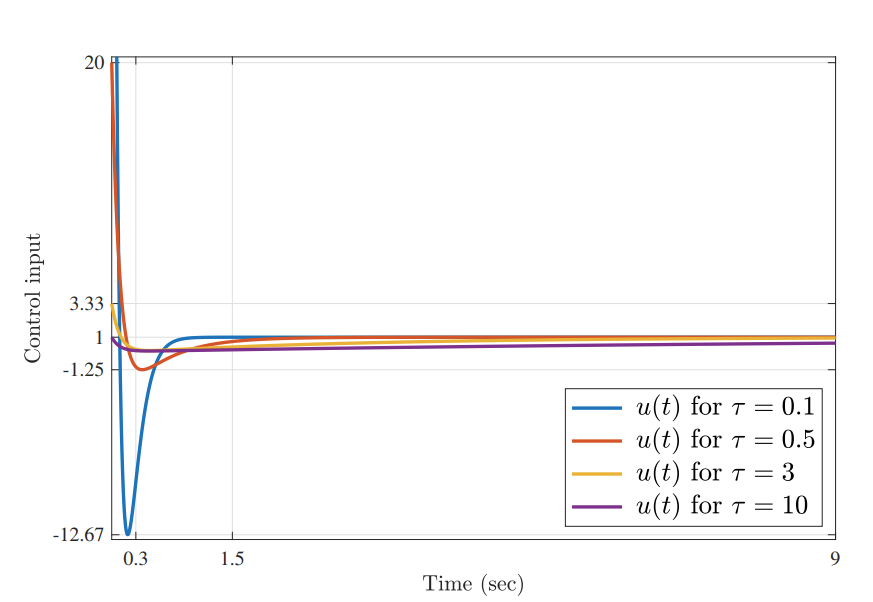 20
3.33
1
-1.25
-12.67
Control input
u(t) for τ = 0.1
u(t) for τ = 0.5
u(t) for τ = 3
u(t) for τ = 10
0.3 1.5 9
Time (sec)